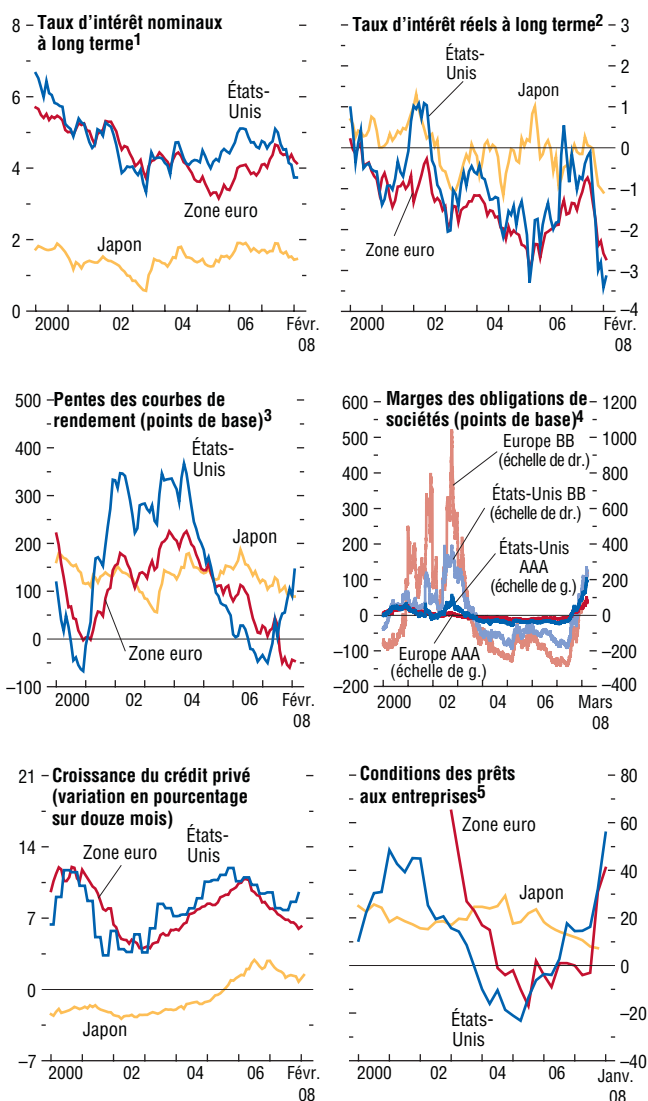 Taux d'intérêt nominaux
à long terme1
8
6
4
2
0
États-
Unis
Zone euro
Japon
2000 02 04 06 Févr.
08
Taux d'intérêt réels à long terme2
3
2
1
0
–1
–2
–3
–4
États-
Unis
Japon
Zone euro
2000 02 04 06 Févr.
08
Pentes des courbes de
rendement (points de base)3
500
400
300
200
100
0
–100
États-
Unis
Japon
Zone euro
2000 02 04 06 Févr.
08
Marges des obligations de
sociétés (points de base)4
600
500
400
300
200
100
0
–100
–200
1200
1000
800
600
400
200
0
–200
–400
Europe BB
(échelle de dr.)
États-Unis BB
(échelle de dr.)
États-Unis
AAA
(échelle de g.)
Europe AAA
(échelle de g.)
2000 02 04 06 Mars
08
Croissance du crédit privé
(variation en pourcentage
sur douze mois)
21
14
7
0
–7
Zone euro
États-
Unis
Japon
2000 02 04 06 Févr.
08
Conditions des prêts
aux entreprises5
80
60
40
20
0
–20
–40
Zone euro
Japon
États-
Unis
2000 02 04 06 Janv.
08